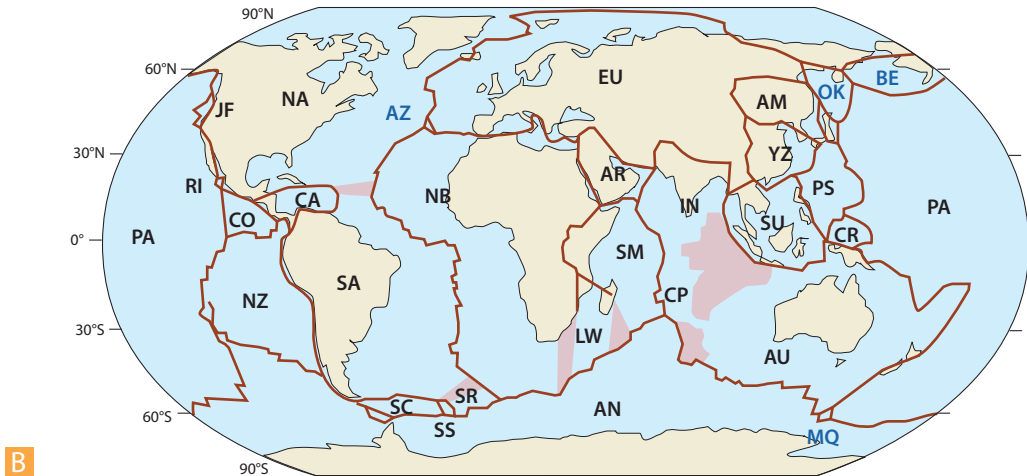 90°N
60°N
EU
BE
OK
NA
AM
JF
AZ
30°N
YZ
AR
RI
NB
IN
PS
CA
CO
SU
PA
PA
CR
0°
SM
SA
CP
NZ
30°S
LW
AU
SR
SC
AN
60°S
SS
MQ
90°S
B